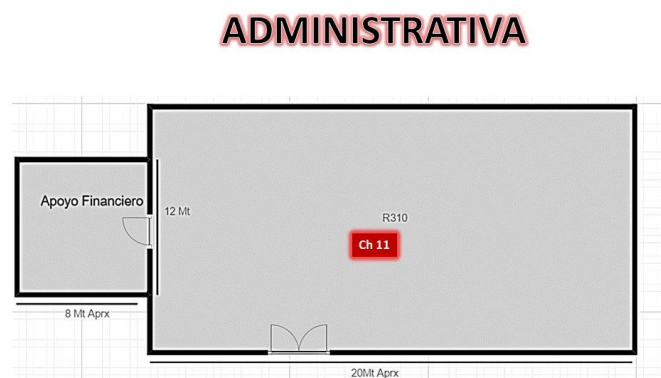 ADMINISTRATIVA
Apoyo Financiero
12 Mt
R310
Ch 11
8 Mt Aprx
20Mt Aprx